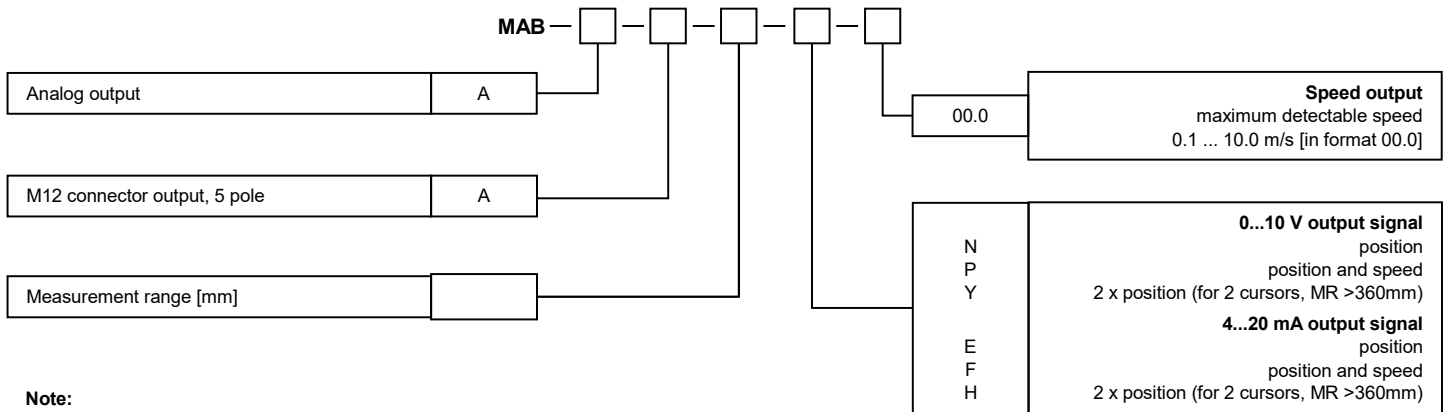 MAB
Analog output A
M12 connector output, 5 pole A
Measurement range [mm]
00.0
Speed output
maximum detectable speed
0.1 ... 10.0 m/s [in format 00.0]
0...10 V output signal
N position
P position and speed
Y 2 x position (for 2 cursors, MR >360mm)
4...20 mA output signal
E position
F position and speed
H 2 x position (for 2 cursors, MR >360mm)
Note: